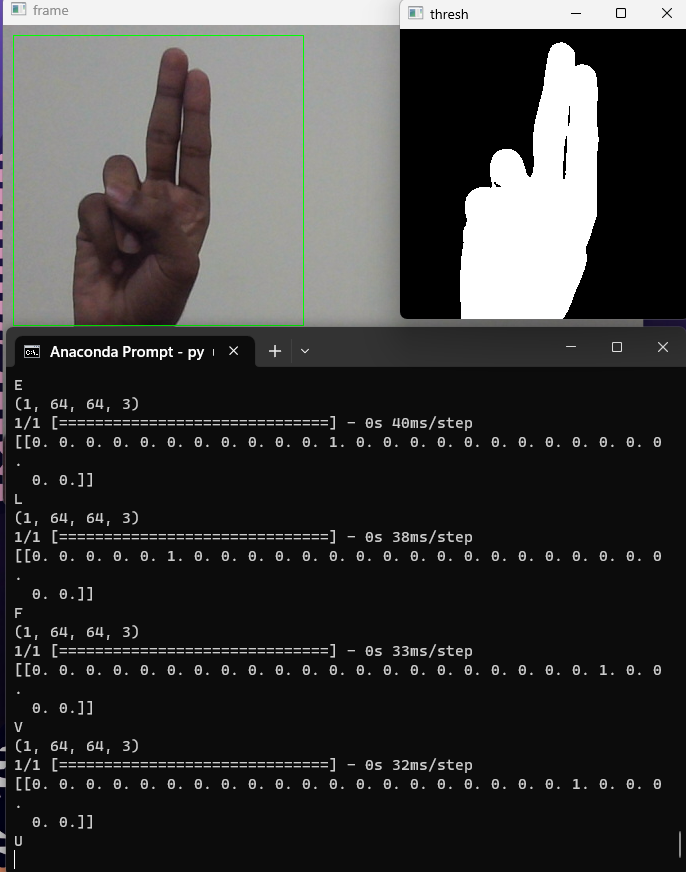 frame
thresh
Anaconda Prompt - py
E
(1, 64, 64, 3)
1/1 [==============================] - 0s 40ms/step
[[0. 0. 0. 0. 0. 0. 0. 0. 0. 0. 0. 1. 0. 0. 0. 0. 0. 0. 0. 0. 0. 0. 0. 0
.
  0. 0.]]
L
(1, 64, 64, 3)
1/1 [==============================] - 0s 38ms/step
[[0. 0. 0. 0. 0. 1. 0. 0. 0. 0. 0. 0. 0. 0. 0. 0. 0. 0. 0. 0. 0. 0. 0. 0
.
  0. 0.]]
F
(1, 64, 64, 3)
1/1 [==============================] - 0s 33ms/step
[[0. 0. 0. 0. 0. 0. 0. 0. 0. 0. 0. 0. 0. 0. 0. 0. 0. 0. 0. 0. 0. 1. 0. 0
.
  0. 0.]]
V
(1, 64, 64, 3)
1/1 [==============================] - 0s 32ms/step
[[0. 0. 0. 0. 0. 0. 0. 0. 0. 0. 0. 0. 0. 0. 0. 0. 0. 0. 0. 0. 1. 0. 0. 0
.
  0. 0.]]
U